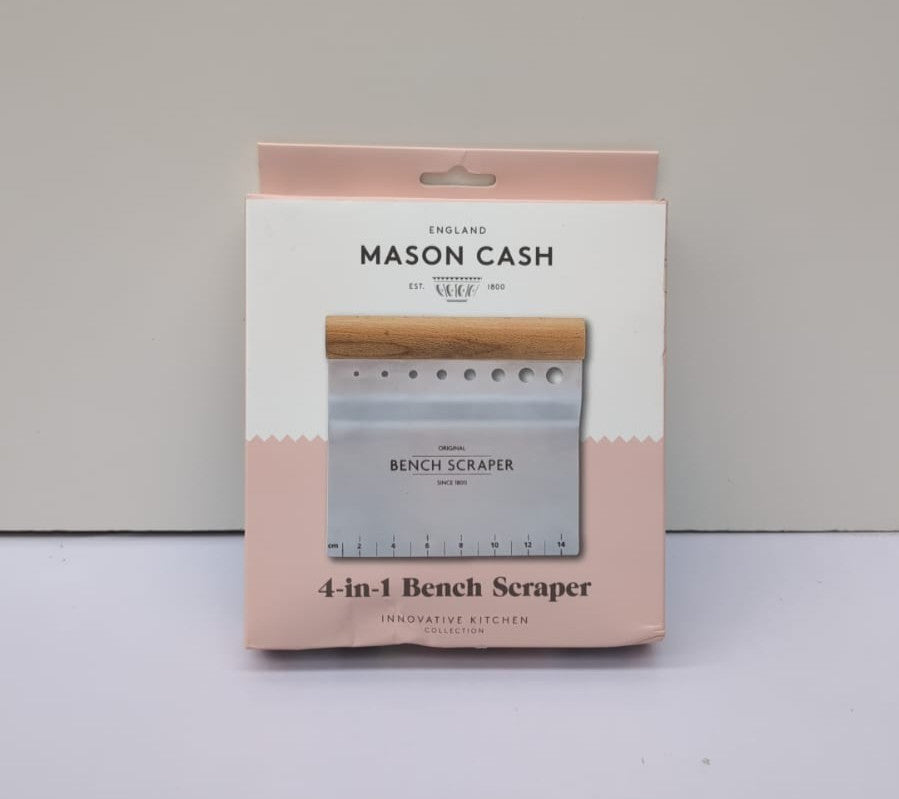 ENGLAND
MASON CASH
EST. 1800
ORIGINAL
BENCH SCRAPER
SINCE 1800
cm 2 4 6 8 10 12 14
4-in-1 Bench Scraper
INNOVATIVE KITCHEN
COLLECTION